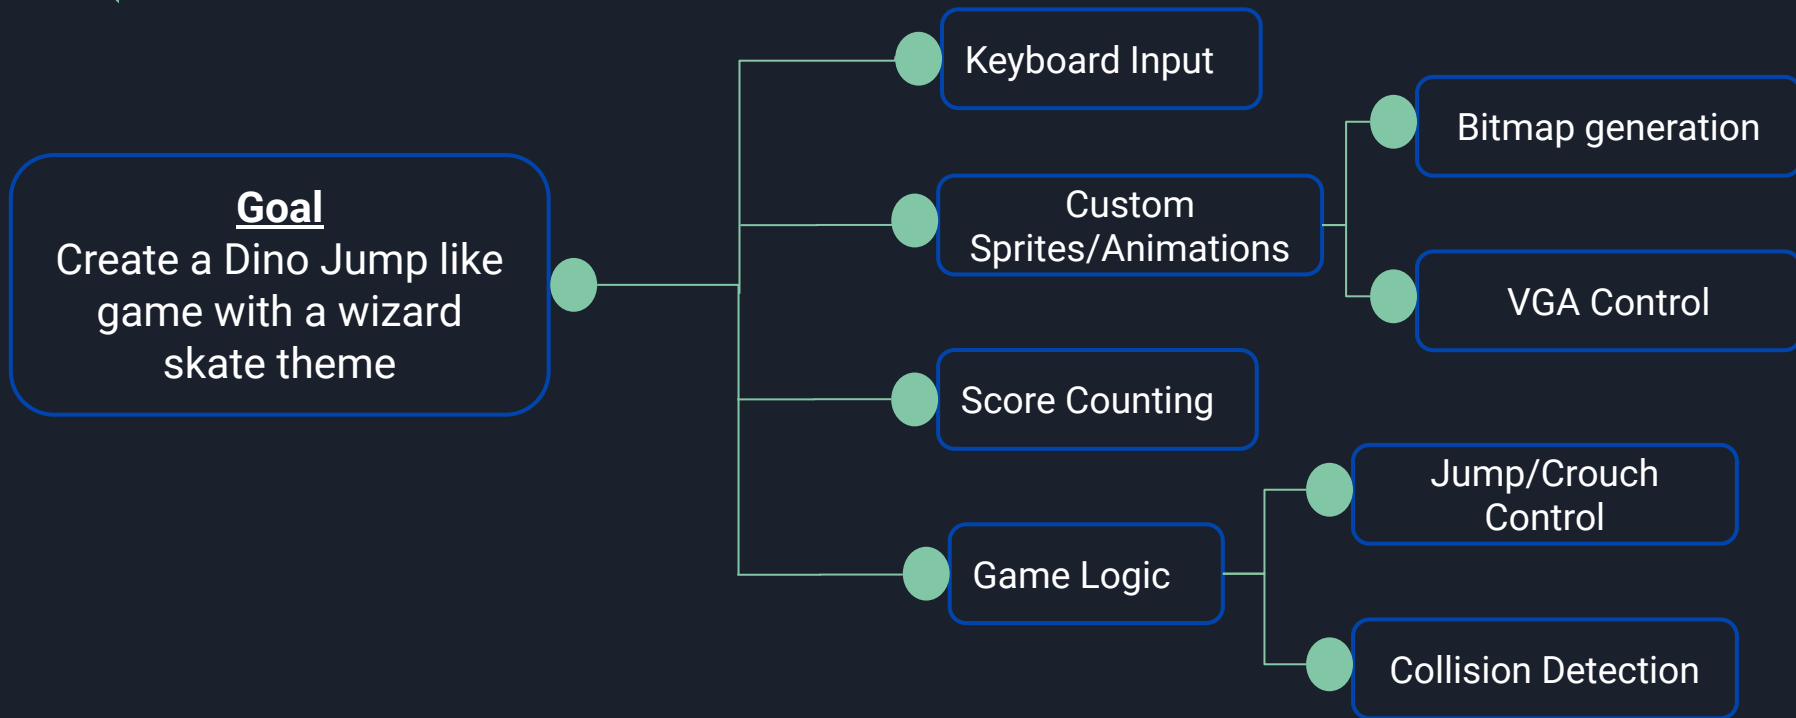 Goal
Create a Dino Jump like
game with a wizard
skate theme
Keyboard Input
Custom
Sprites/Animations
Bitmap generation
VGA Control
Score Counting
Game Logic
Jump/Crouch
Control
Collision Detection